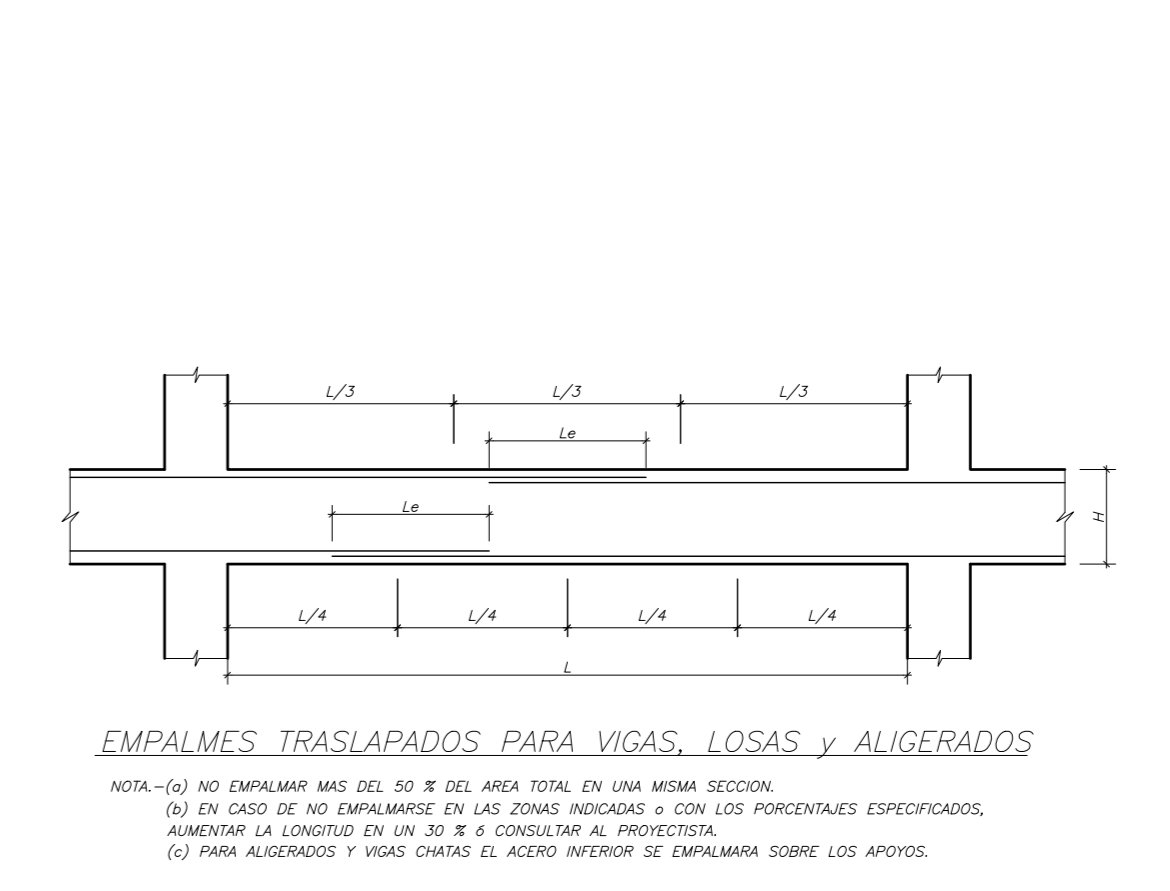 L/3 L/3 L/3
Le
Le
H
L/4 L/4 L/4 L/4
L
EMPALMES TRASLAPADOS PARA VIGAS, LOSAS y ALIGERADOS
NOTA.-(a) NO EMPALMAR MAS DEL 50 % DEL AREA TOTAL EN UNA MISMA SECCION.
(b) EN CASO DE NO EMPALMARSE EN LAS ZONAS INDICADAS o CON LOS PORCENTAJES ESPECIFICADOS,
AUMENTAR LA LONGITUD EN UN 30 % ó CONSULTAR AL PROYECTISTA.
(c) PARA ALIGERADOS Y VIGAS CHATAS EL ACERO INFERIOR SE EMPALMARA SOBRE LOS APOYOS.